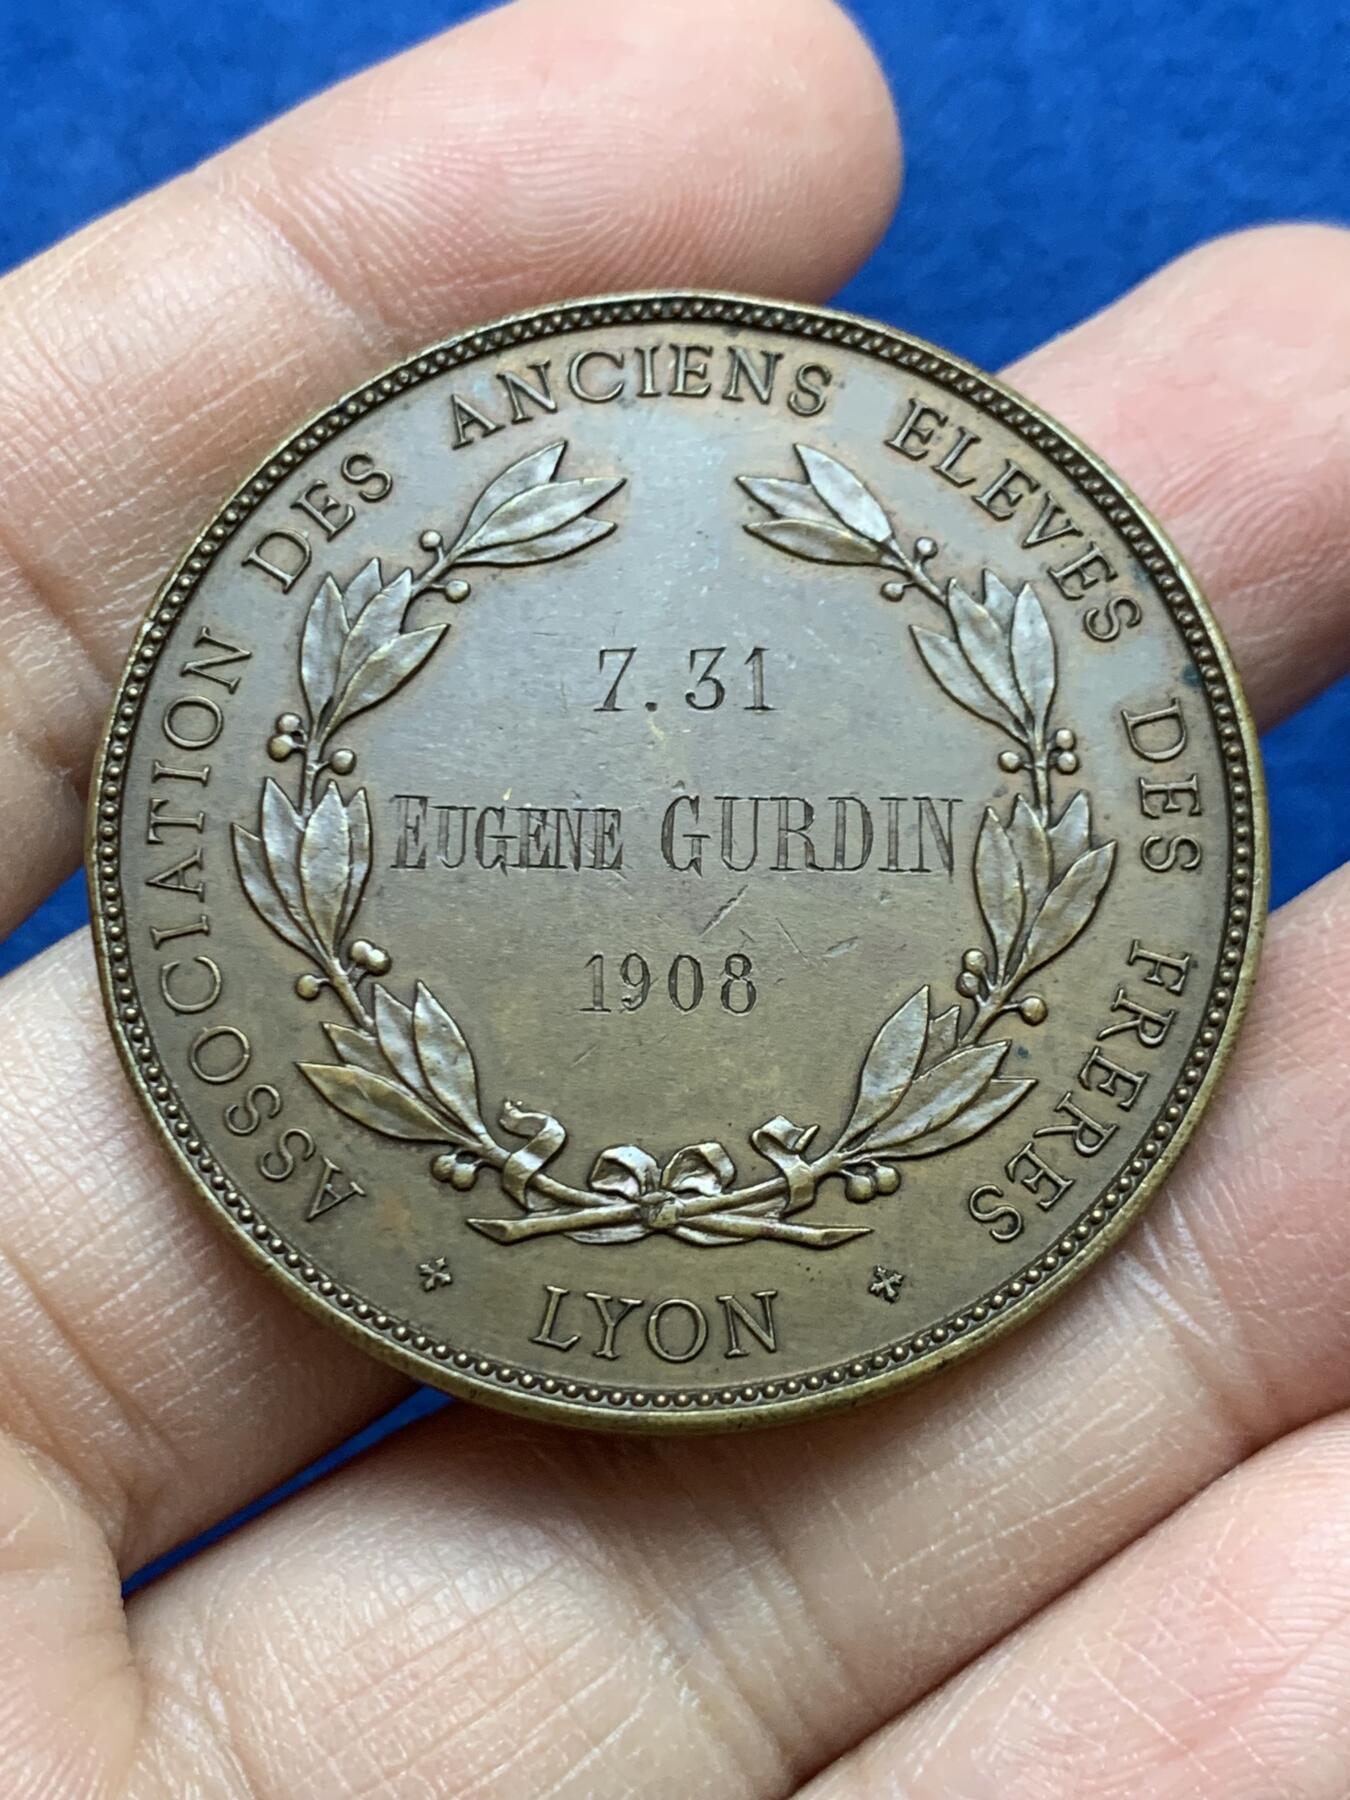 ASSOCIATION DES ANCIENS ELEVES DES FRERES
7.31
EUGENE GURDIN
1908
* LYON *